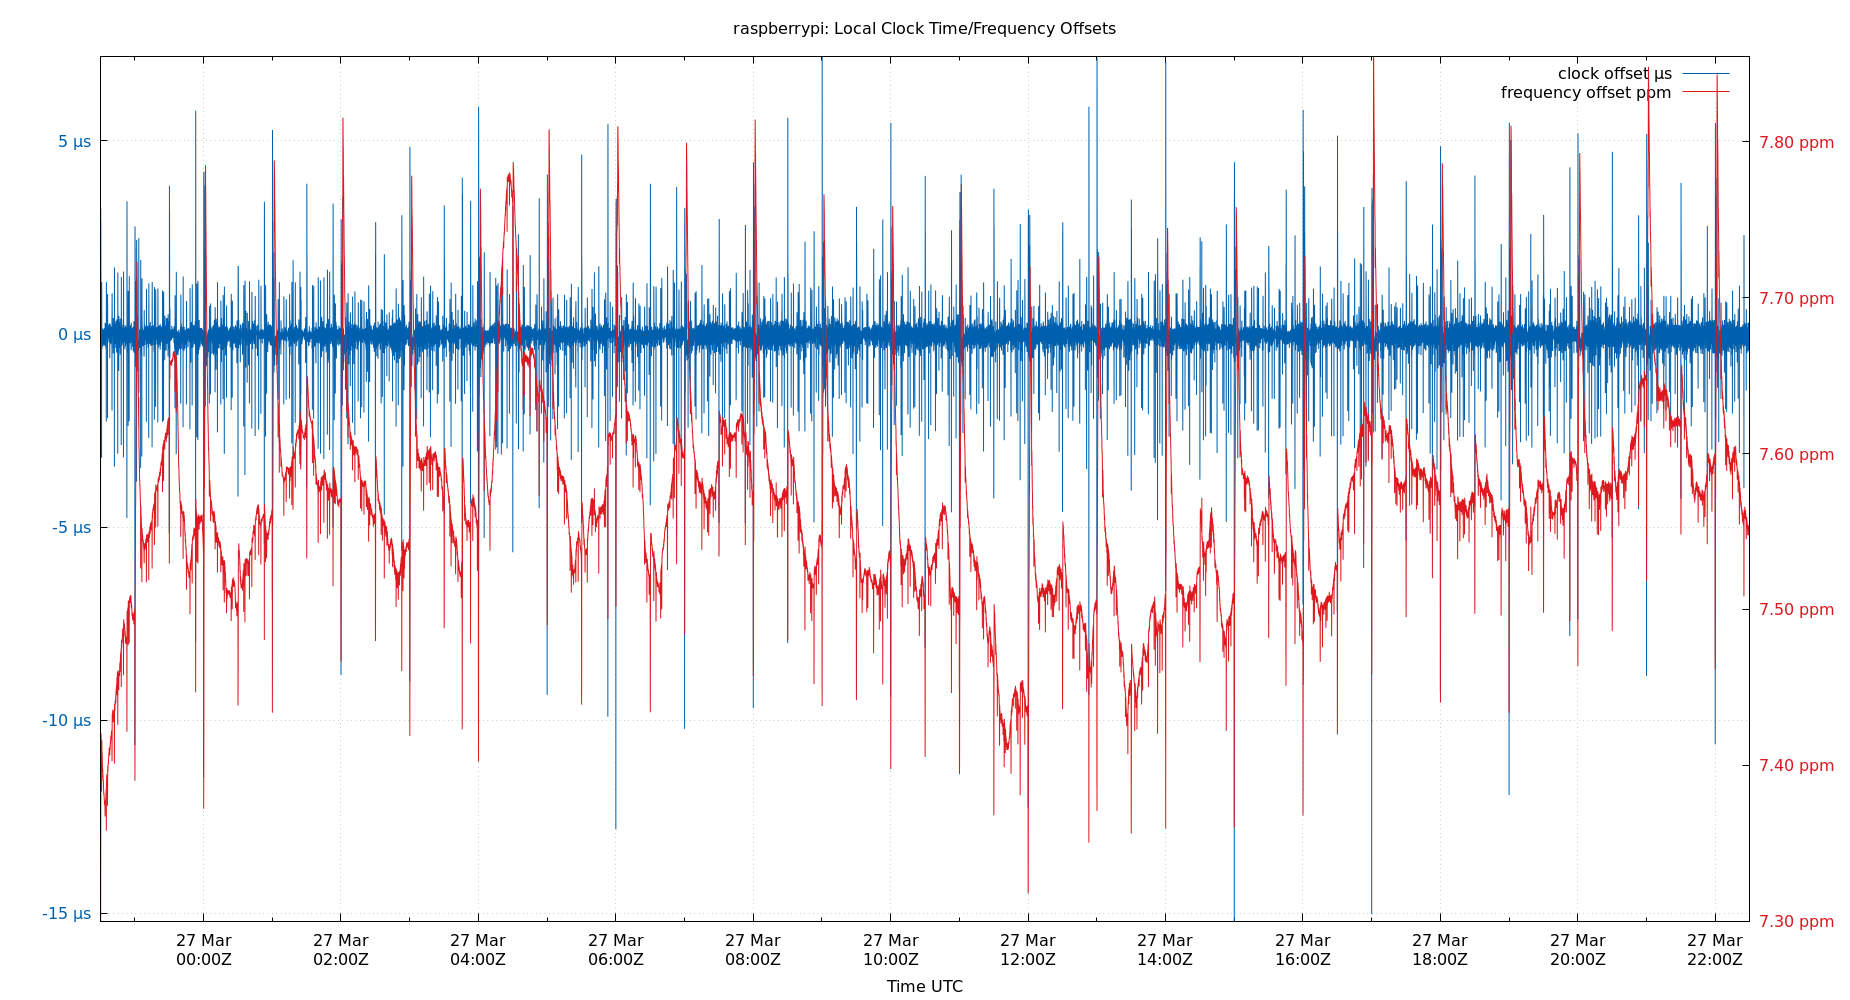 raspberrypi: Local Clock Time/Frequency Offsets
clock offset µs
frequency offset ppm
5 µs
0 µs
-5 µs
-10 µs
-15 µs
7.80 ppm
7.70 ppm
7.60 ppm
7.50 ppm
7.40 ppm
7.30 ppm
27 Mar 27 Mar 27 Mar 27 Mar 27 Mar 27 Mar 27 Mar 27 Mar 27 Mar 27 Mar 27 Mar 27 Mar
00:00Z 02:00Z 04:00Z 06:00Z 08:00Z 10:00Z 12:00Z 14:00Z 16:00Z 18:00Z 20:00Z 22:00Z
Time UTC